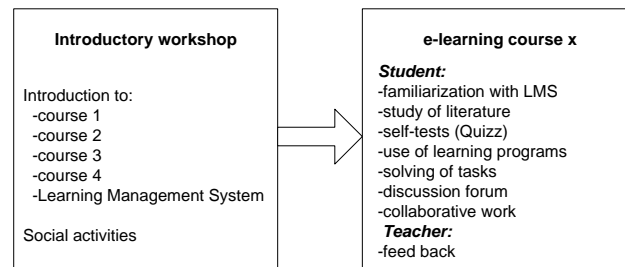 Introductory workshop
Introduction to:
-course 1
-course 2
-course 3
-course 4
-Learning Management System
Social activities
e-learning course x
Student:
-familiarization with LMS
-study of literature
-self-tests (Quizz)
-use of learning programs
-solving of tasks
-discussion forum
-collaborative work
Teacher:
-feed back